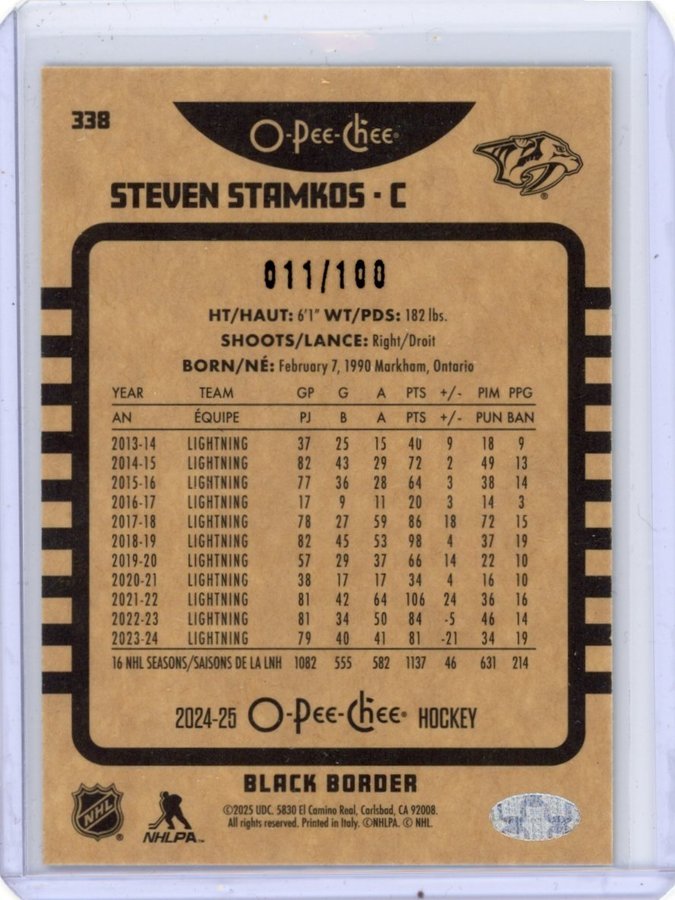 338
O-Pee-Chee®
STEVEN STAMKOS · C
011/100
HT/HAUT: 6'1" WT/PDS: 182 lbs.
SHOOTS/LANCE: Right/Droit
BORN/NÉ: February 7, 1990 Markham, Ontario
YEAR TEAM GP G A PTS +/- PIM PPG
AN ÉQUIPE PJ B A PTS +/- PUN BAN
2013-14 LIGHTNING 37 25 15 40 9 18 9
2014-15 LIGHTNING 82 43 29 72 2 49 13
2015-16 LIGHTNING 77 36 28 64 3 38 14
2016-17 LIGHTNING 17 9 11 20 3 14 3
2017-18 LIGHTNING 78 27 59 86 18 72 15
2018-19 LIGHTNING 82 45 53 98 4 37 19
2019-20 LIGHTNING 57 29 37 66 14 22 10
2020-21 LIGHTNING 38 17 17 34 4 16 10
2021-22 LIGHTNING 81 42 64 106 24 36 16
2022-23 LIGHTNING 81 34 50 84 -5 46 14
2023-24 LIGHTNING 79 40 41 81 -21 34 19
16 NHL SEASONS/SAISONS DE LA LNH 1082 555 582 1137 46 631 214
2024-25 O-Pee-Chee® HOCKEY
BLACK BORDER
NHL
NHLPA
©2025 UDC. 5830 El Camino Real, Carlsbad, CA 92008.
All rights reserved. Printed in Italy. ©NHLPA. © NHL.